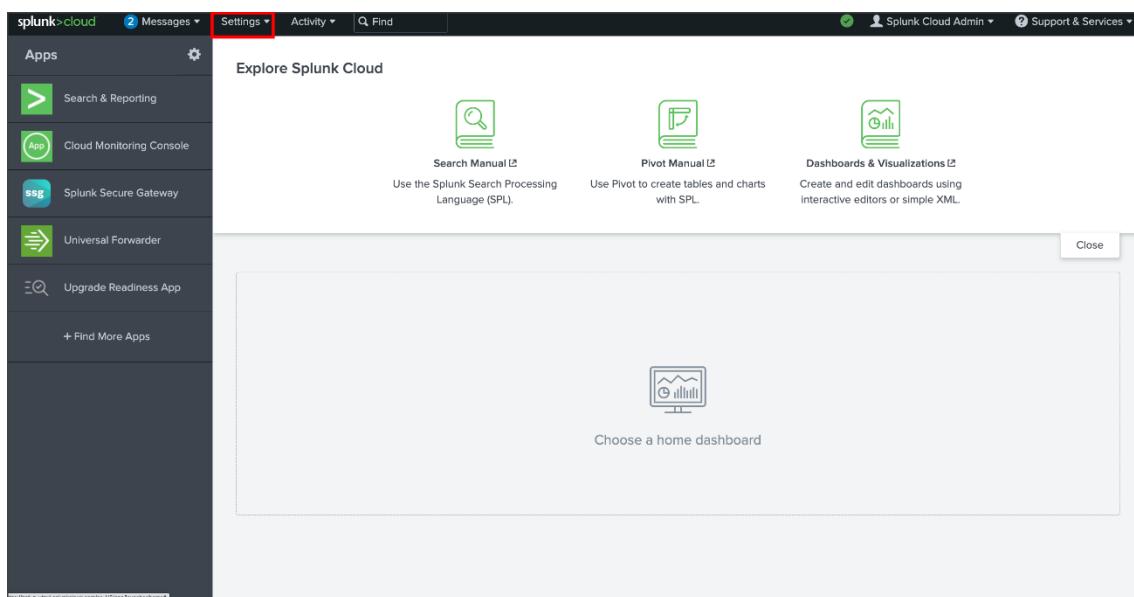 splunk>cloud 2 Messages Settings Activity Find Splunk Cloud Admin ? Support & Services
Apps
> Search & Reporting
App Cloud Monitoring Console
ssg Splunk Secure Gateway
Universal Forwarder
Upgrade Readiness App
+ Find More Apps
Explore Splunk Cloud
Search Manual
Use the Splunk Search Processing
Language (SPL).
Pivot Manual
Use Pivot to create tables and charts
with SPL.
Dashboards & Visualizations
Create and edit dashboards using
interactive editors or simple XML.
Close
Choose a home dashboard